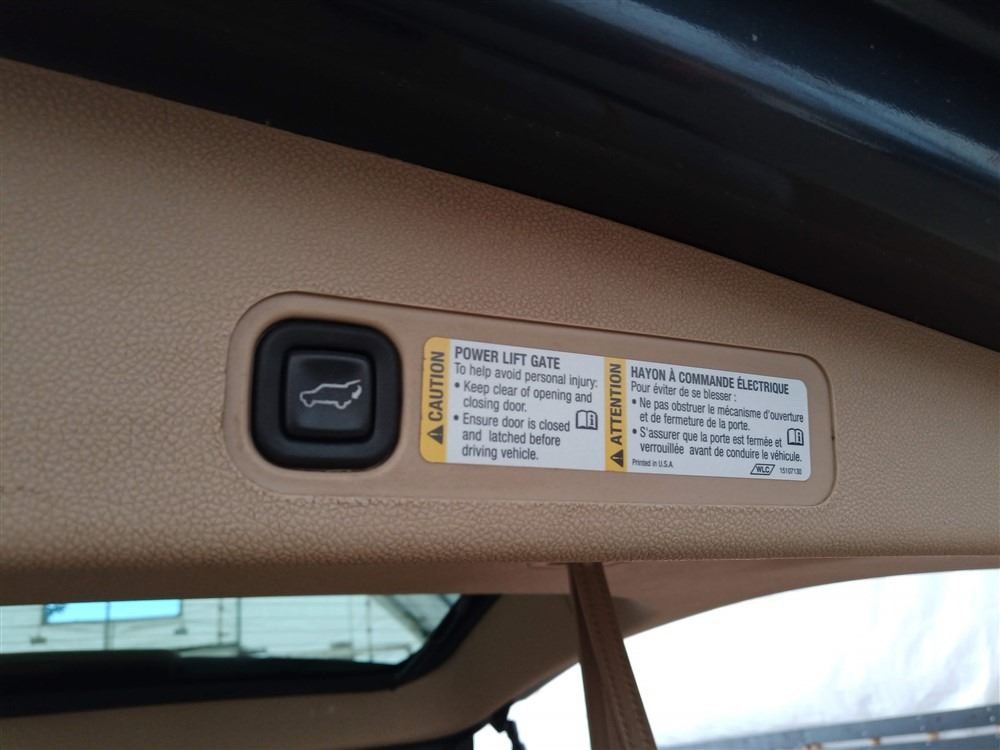 CAUTION
POWER LIFT GATE
To help avoid personal injury:
• Keep clear of opening and
closing door.
• Ensure door is closed
and latched before
driving vehicle.
ATTENTION
HAYON À COMMANDE ÉLECTRIQUE
Pour éviter de se blesser :
• Ne pas obstruer le mécanisme d'ouverture
et de fermeture de la porte.
• S'assurer que la porte est fermée et
verrouillée avant de conduire le véhicule.
Printed in U.S.A
WLC 15107130